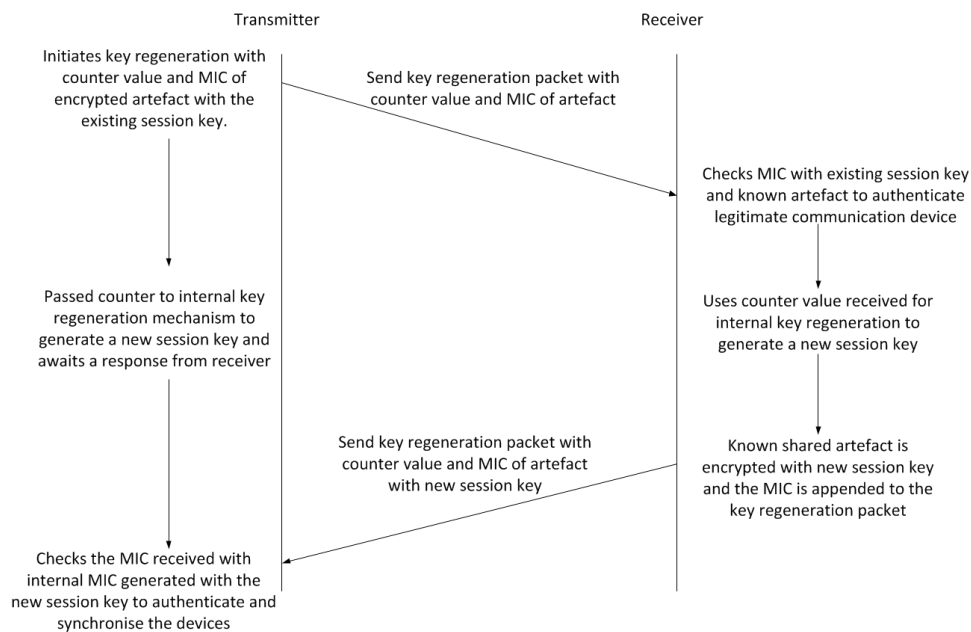 Transmitter
Receiver
Initiates key regeneration with
counter value and MIC of
encrypted artefact with the
existing session key.
Send key regeneration packet with
counter value and MIC of artefact
Checks MIC with existing session key
and known artefact to authenticate
legitimate communication device
Passed counter to internal key
regeneration mechanism to
generate a new session key and
awaits a response from receiver
Uses counter value received for
internal key regeneration to
generate a new session key
Send key regeneration packet with
counter value and MIC of artefact
with new session key
Known shared artefact is
encrypted with new session key
and the MIC is appended to the
key regeneration packet
Checks the MIC received with
internal MIC generated with the
new session key to authenticate and
synchronise the devices